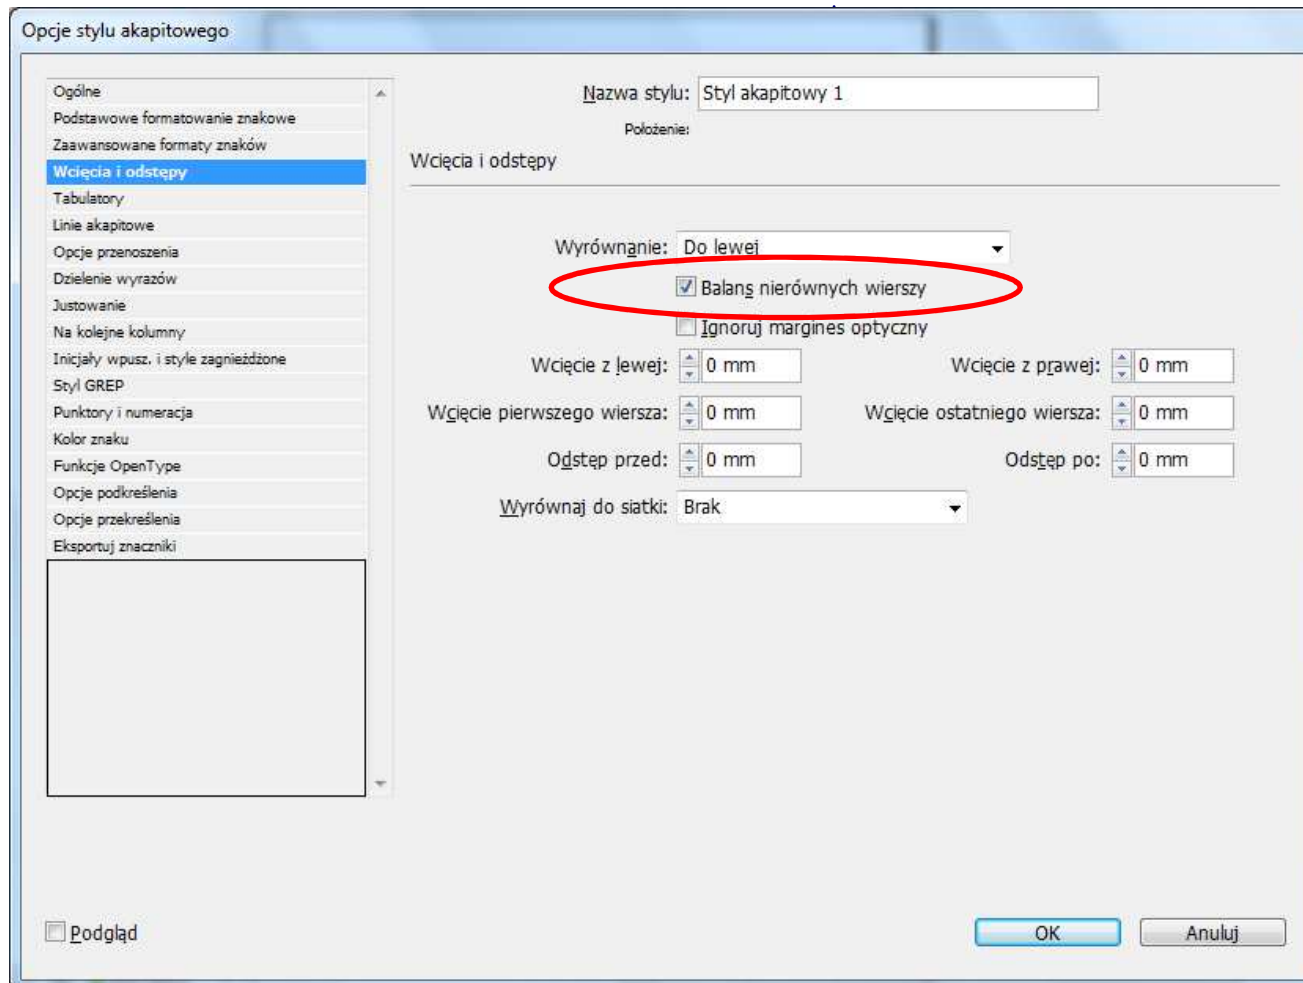 Opcje stylu akapitowego
Ogólne
Podstawowe formatowanie znakowe
Zaawansowane formaty znaków
Wcięcia i odstępy
Tabulatory
Linie akapitowe
Opcje przenoszenia
Dzielenie wyrazów
Justowanie
Na kolejne kolumny
Inicjały wpusz. i style zagnieżdżone
Styl GREP
Punktory i numeracja
Kolor znaku
Funkcje OpenType
Opcje podkreślenia
Opcje przekreślenia
Eksportuj znaczniki
Nazwa stylu: Styl akapitowy 1
Położenie:
Wcięcia i odstępy
Wyrównanie: Do lewej
Balans nierównych wierszy
Ignoruj margines optyczny
Wcięcie z lewej: 0 mm Wcięcie z prawej: 0 mm
Wcięcie pierwszego wiersza: 0 mm Wcięcie ostatniego wiersza: 0 mm
Odstęp przed: 0 mm Odstęp po: 0 mm
Wyrównaj do siatki: Brak
Podgląd OK Anuluj